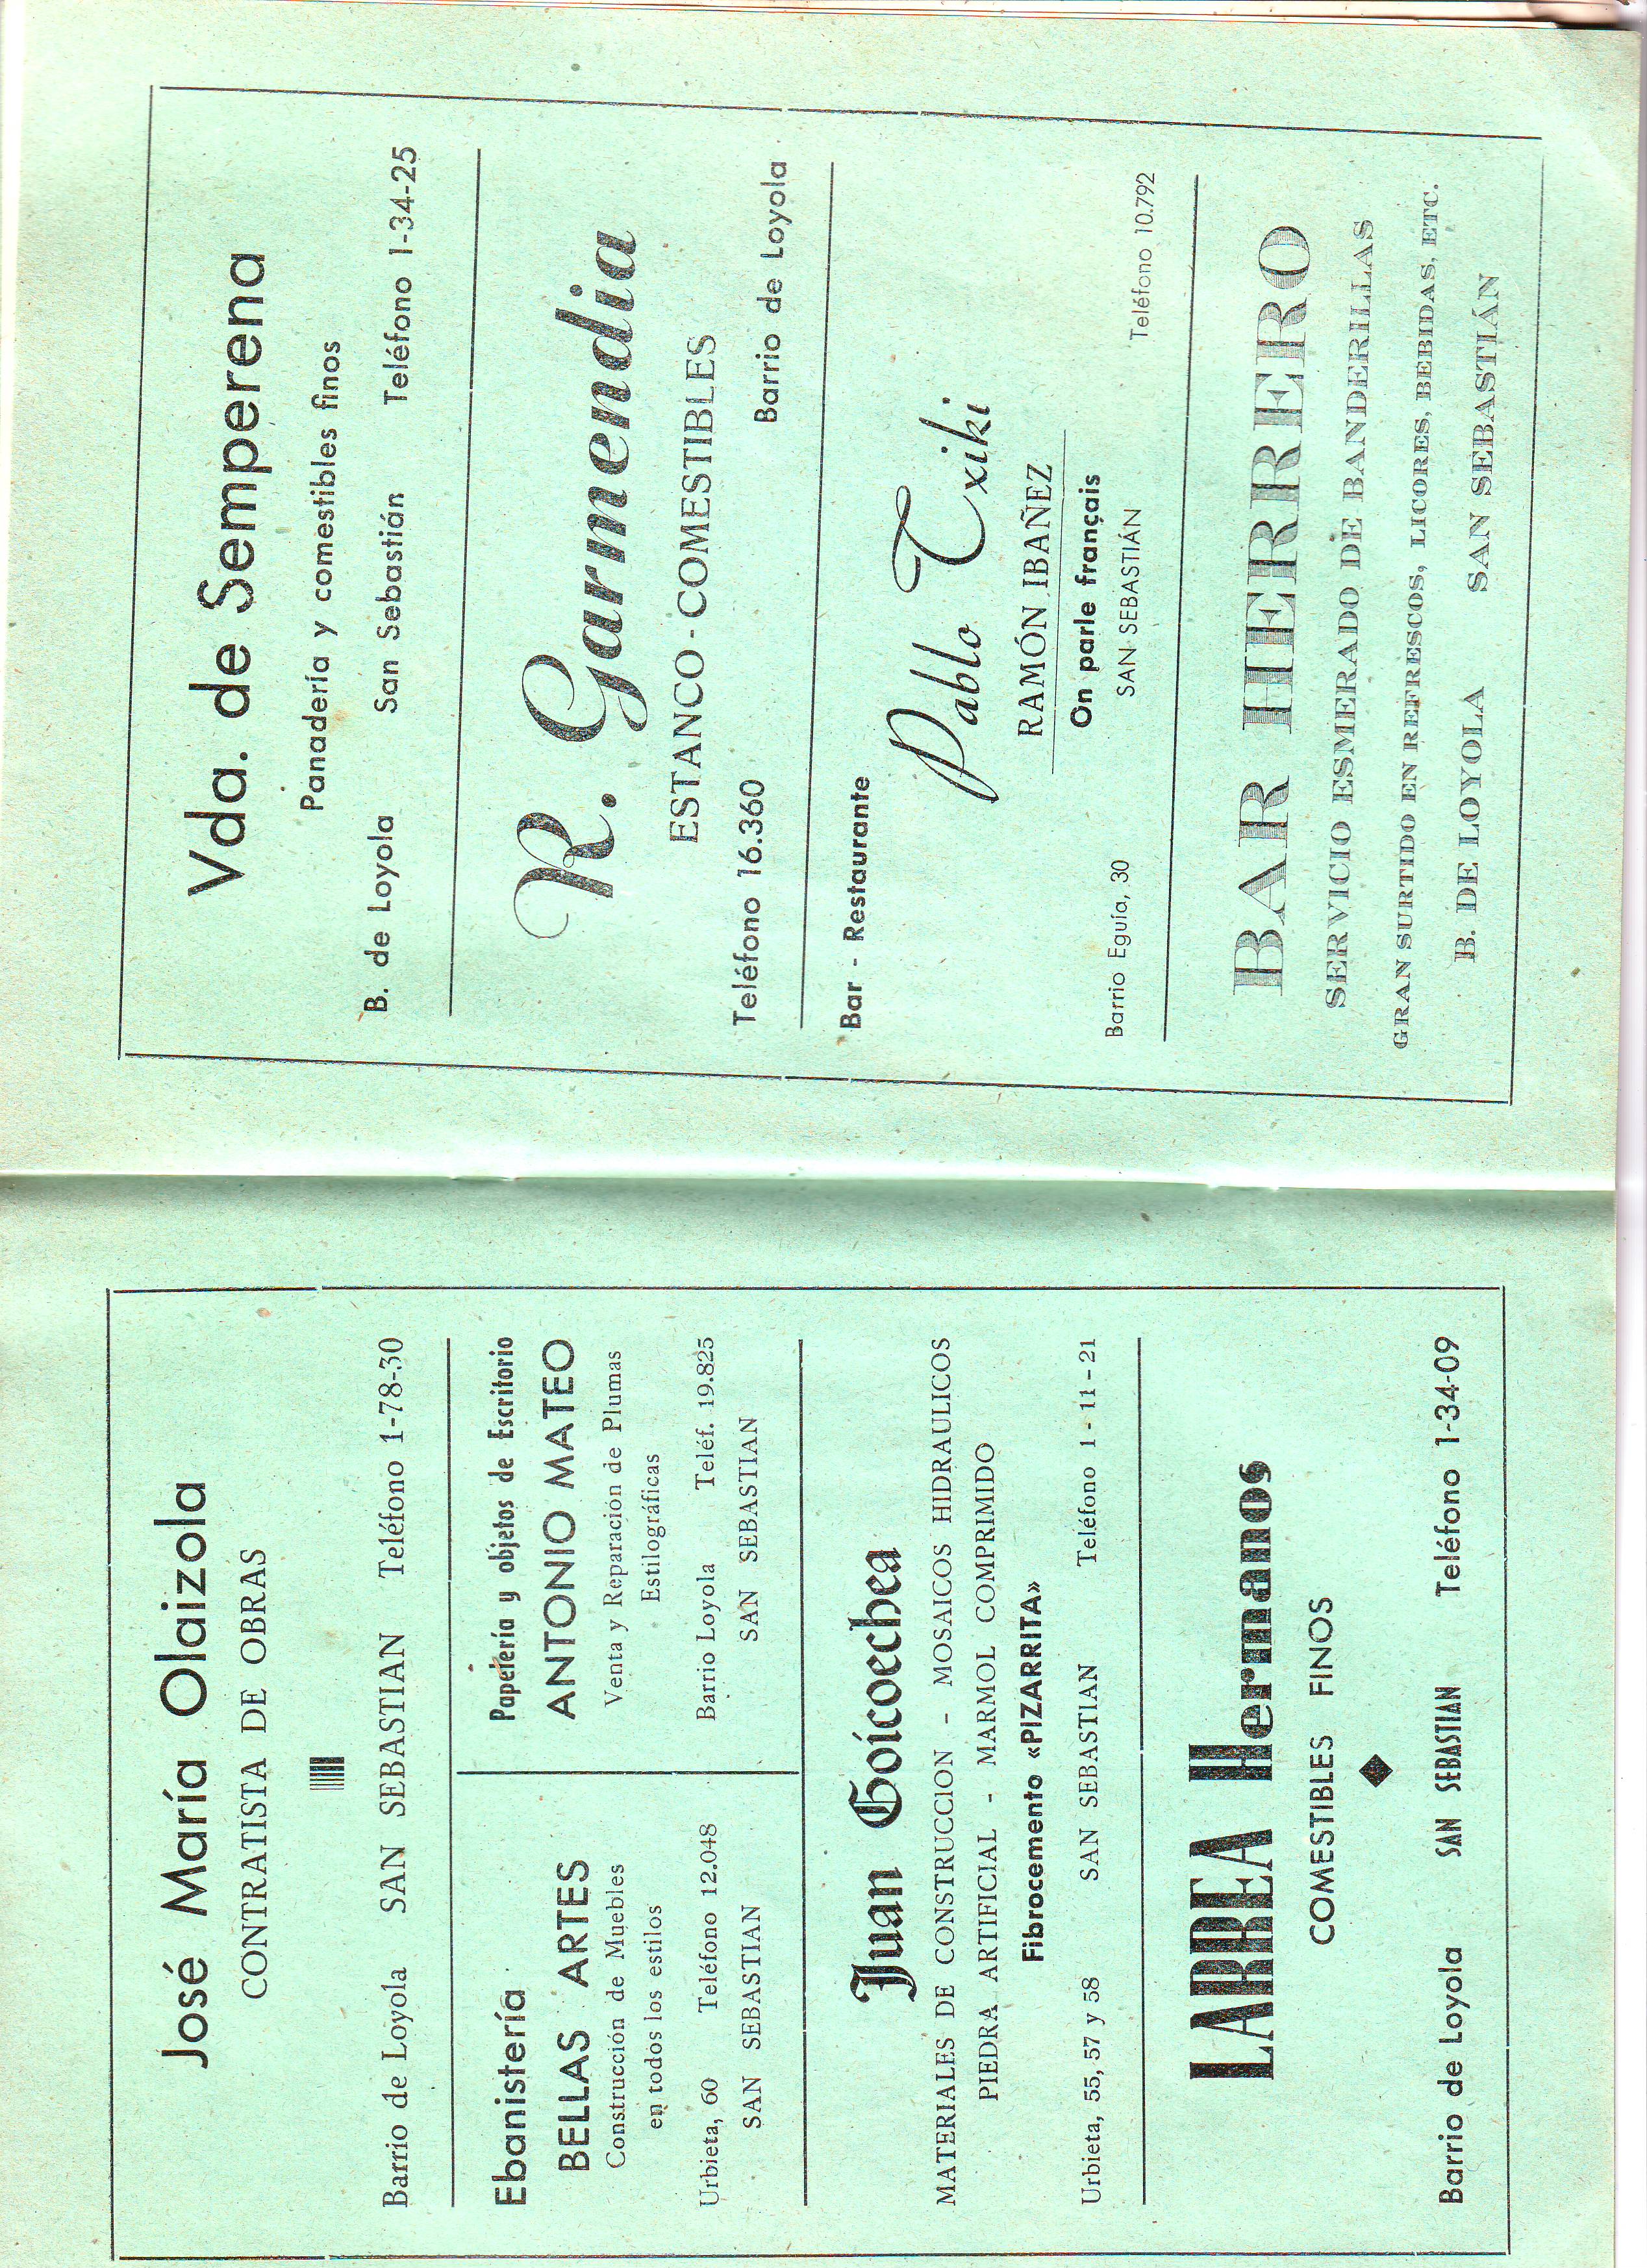 José María Olaizola
CONTRATISTA DE OBRAS
Barrio de Loyola SAN SEBASTIAN Teléfono 1-78-30
Ebanistería
BELLAS ARTES
Construcción de Muebles
en todos los estilos
Urbieta, 60 Teléfono 12.048
SAN SEBASTIAN
Papelería y objetos de Escritorio
ANTONIO MATEO
Venta y Reparación de Plumas
Estilográficas
Barrio Loyola Teléf. 19.825
SAN SEBASTIAN
Juan Goicoechea
MATERIALES DE CONSTRUCCION - MOSAICOS HIDRAULICOS
PIEDRA ARTIFICIAL - MARMOL COMPRIMIDO
Fibrocemento «PIZARRITA»
Urbieta, 55, 57 y 58 SAN SEBASTIAN Teléfono 1 - 11 - 21
LARREA Hermanos
COMESTIBLES FINOS
Barrio de Loyola SAN SEBASTIAN Teléfono 1-34-09
Vda. de Semperena
Panadería y comestibles finos
B. de Loyola San Sebastián Teléfono 1-34-25
R. Garmendia
ESTANCO-COMESTIBLES
Teléfono 16.360 Barrio de Loyola
Bar - Restaurante
Pablo Txiki
RAMÓN IBAÑEZ
On parle français
Barrio Eguía, 30 SAN SEBASTIÁN Teléfono 10.792
BAR HERRERO
SERVICIO ESMERADO DE BANDERILLAS
GRAN SURTIDO EN REFRESCOS, LICORES, BEBIDAS, ETC.
B. DE LOYOLA SAN SEBASTIÁN